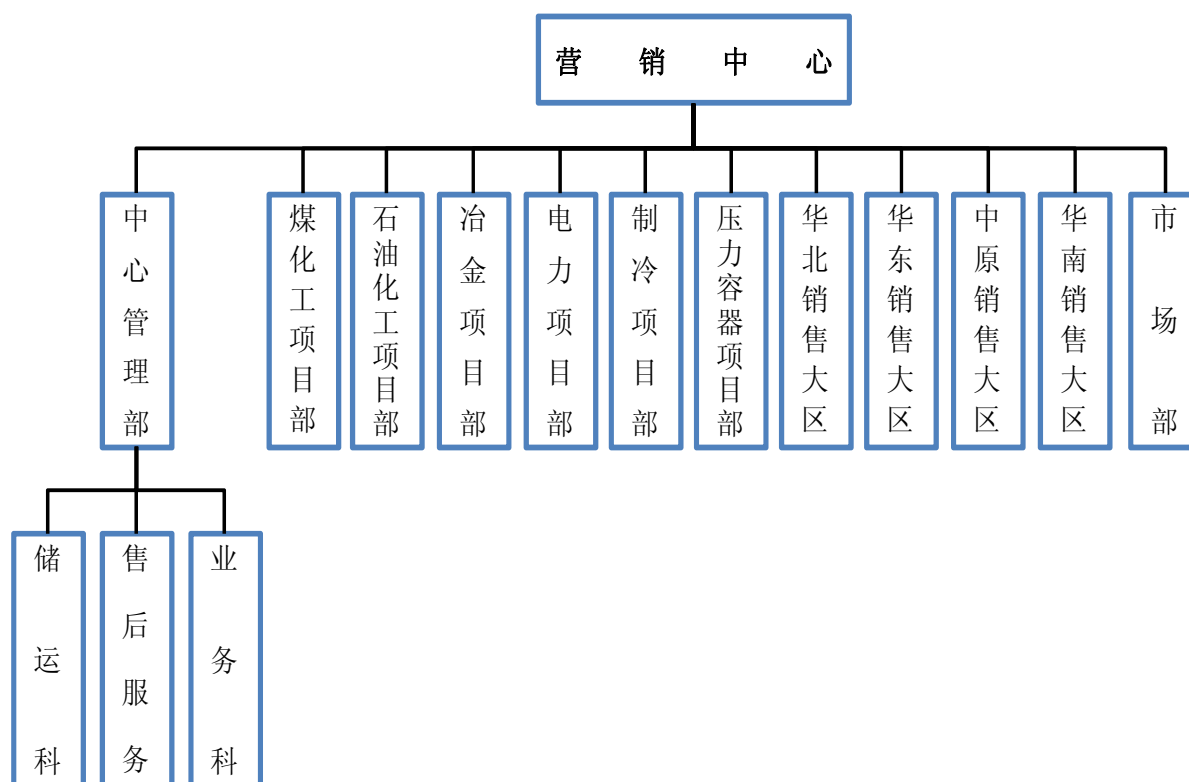 营销中心
中心管理部
煤化工项目部
石油化工项目部
冶金项目部
电力项目部
制冷项目部
压力容器项目部
华北销售大区
华东销售大区
中原销售大区
华南销售大区
市场部
储运科
售后服务
业务科